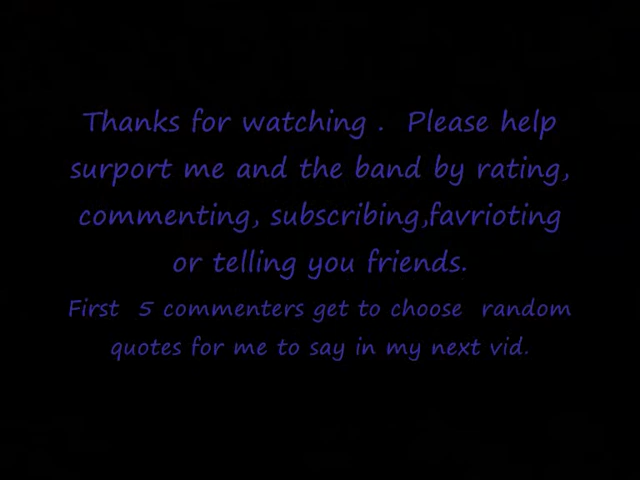 Thanks for watching .  Please help
surport me and the band by rating,
commenting, subscribing,favrioting
or telling you friends.
First  5 commenters get to choose  random
quotes for me to say in my next vid.